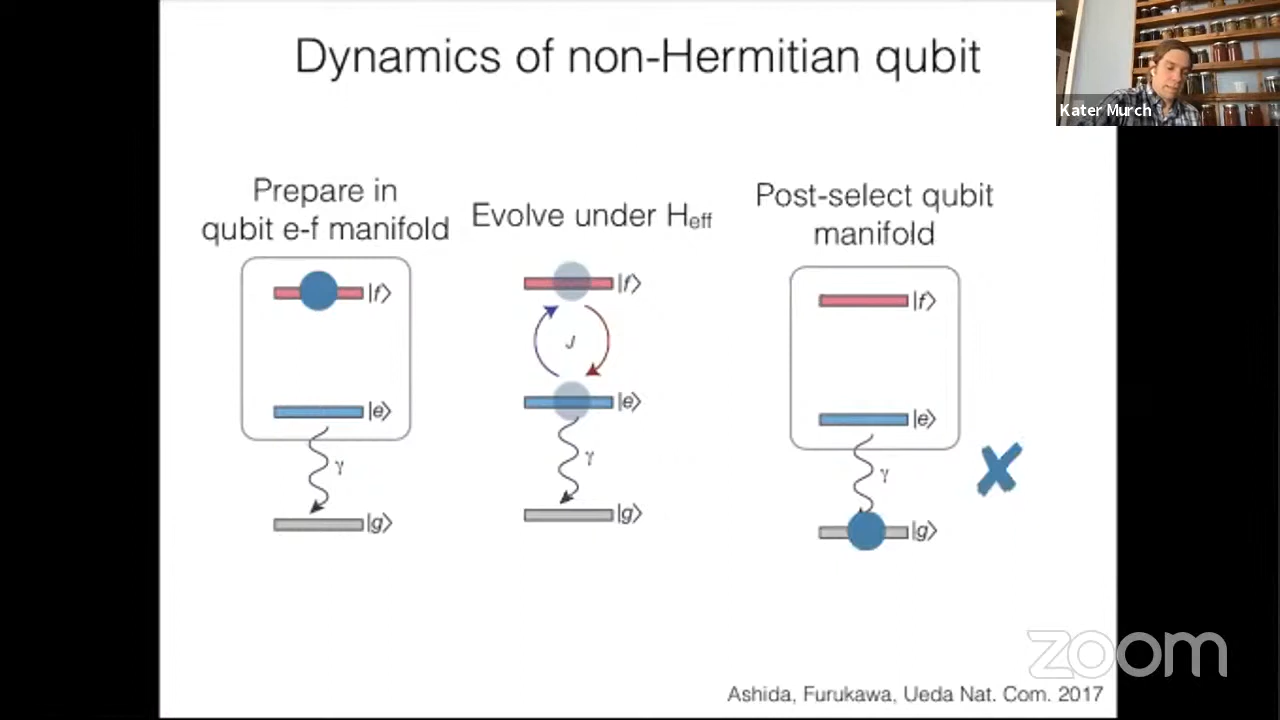 Dynamics of non-Hermitian qubit
Kater Murch
Prepare in
qubit e-f manifold
Evolve under Heff
Post-select qubit
manifold
|f⟩
|e⟩
γ
|g⟩
|f⟩
J
|e⟩
γ
|g⟩
|f⟩
|e⟩
γ
|g⟩
zoom
Ashida, Furukawa, Ueda Nat. Com. 2017